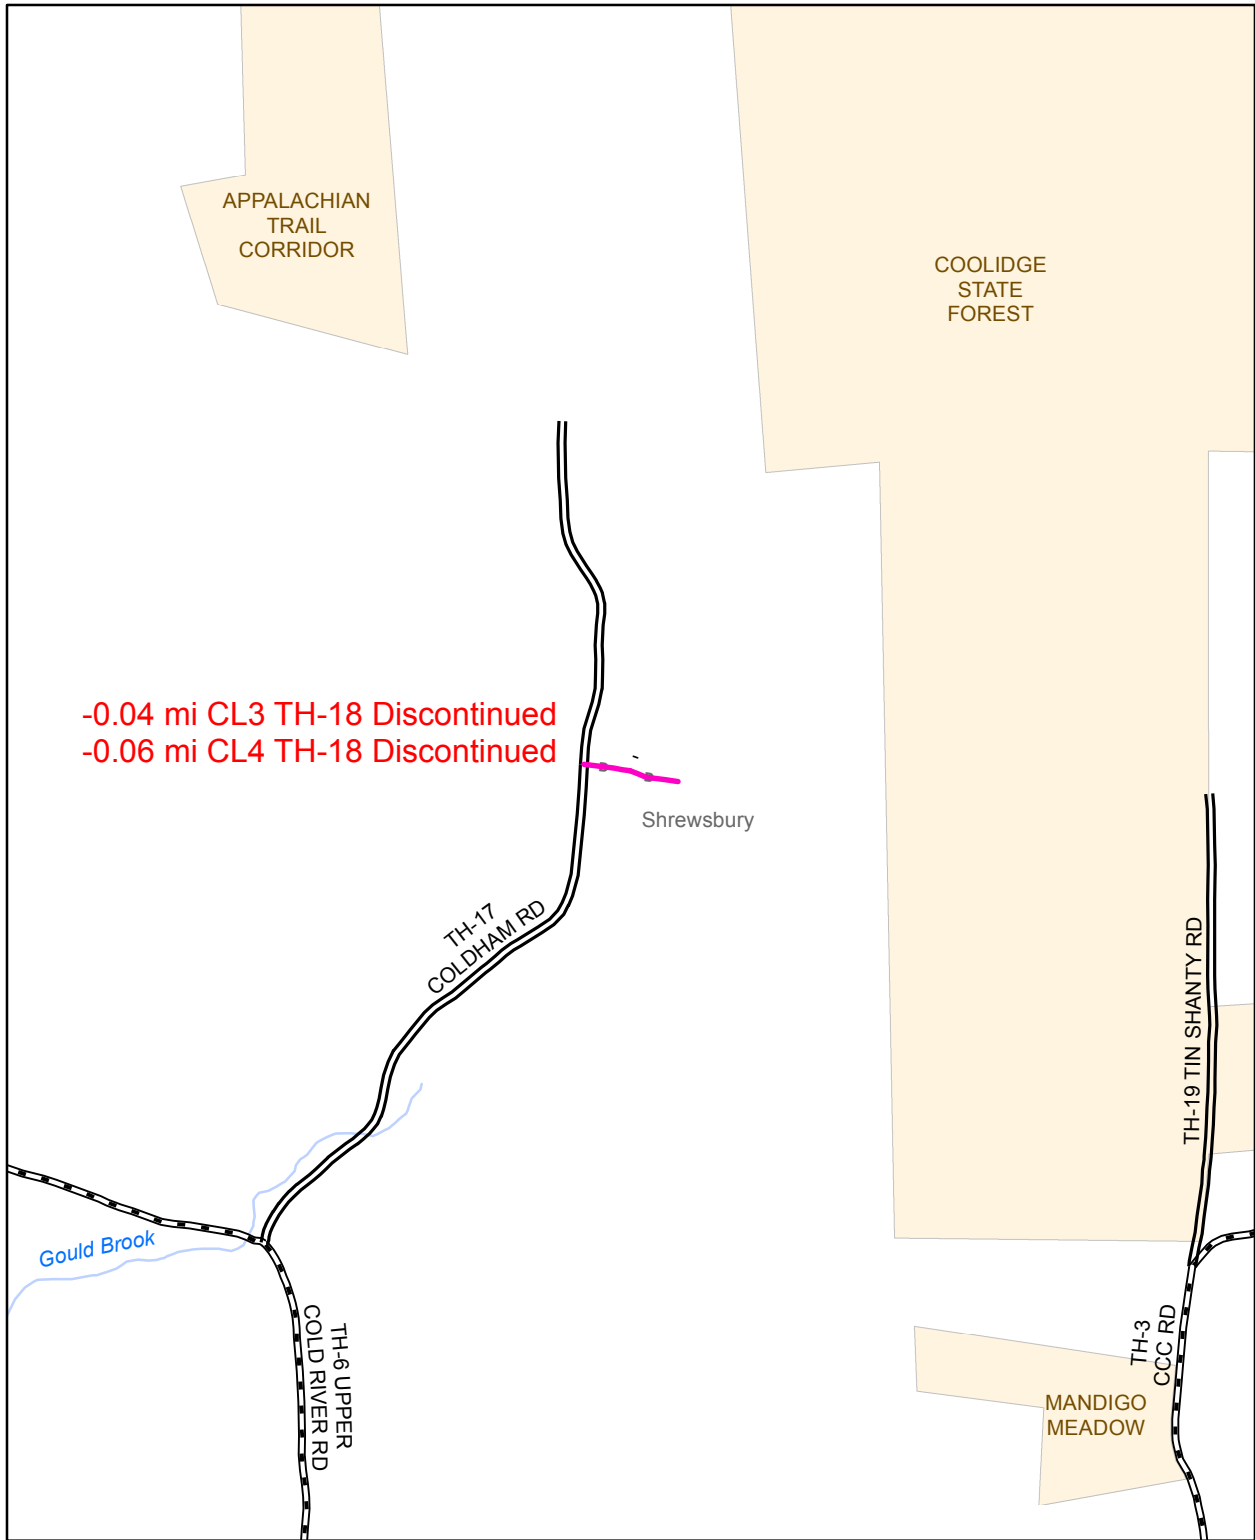 APPALACHIAN
TRAIL
CORRIDOR
COOLIDGE
STATE
FOREST
-0.04 mi CL3 TH-18 Discontinued
-0.06 mi CL4 TH-18 Discontinued
Shrewsbury
TH-17
COLDHAM RD
TH-19 TIN SHANTY RD
Gould Brook
TH-6 UPPER
COLD RIVER RD
TH-3
CCC RD
MANDIGO
MEADOW